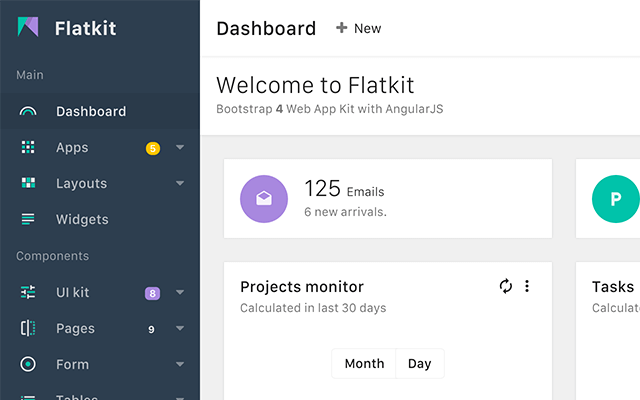 Flatkit
Main
Dashboard
Apps 5
Layouts
Widgets
Components
UI kit 8
Pages 9
Form
Tables
Dashboard + New
Welcome to Flatkit
Bootstrap 4 Web App Kit with AngularJS
125 Emails
6 new arrivals.
P
Projects monitor
Calculated in last 30 days
Month Day
Tasks